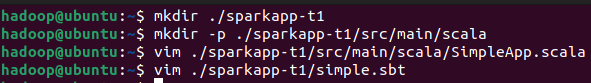 hadoop@ubuntu:~$ mkdir ./sparkapp-t1
hadoop@ubuntu:~$ mkdir -p ./sparkapp-t1/src/main/scala
hadoop@ubuntu:~$ vim ./sparkapp-t1/src/main/scala/SimpleApp.scala
hadoop@ubuntu:~$ vim ./sparkapp-t1/simple.sbt